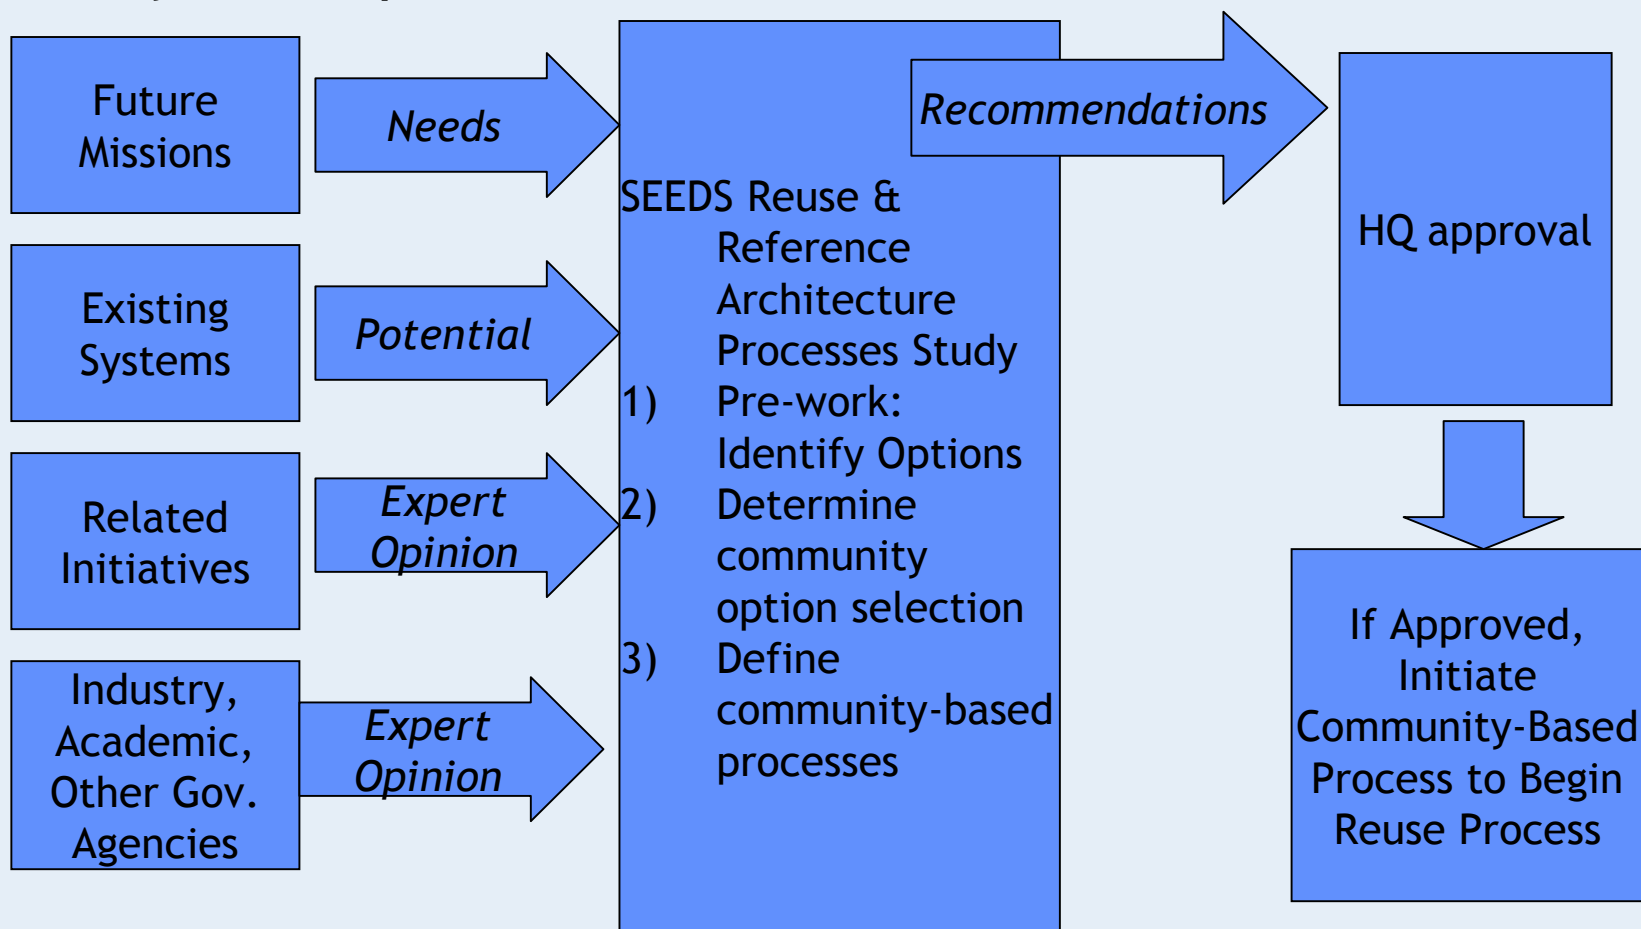 Future
Missions
Needs
Existing
Systems
Potential
Related
Initiatives
Expert
Opinion
Industry,
Academic,
Other Gov.
Agencies
Expert
Opinion
SEEDS Reuse &
Reference
Architecture
Processes Study
1) Pre-work:
Identify Options
2) Determine
community
option selection
3) Define
community-based
processes
Recommendations
HQ approval
If Approved,
Initiate
Community-Based
Process to Begin
Reuse Process